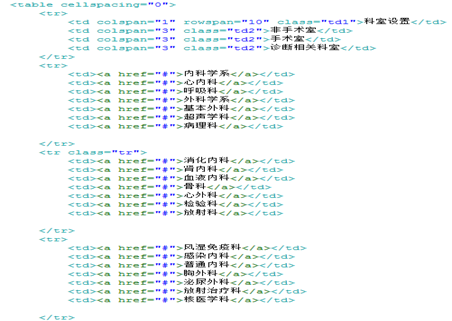 <table cellspacing="0">
<tr>
<td colspan="1" rowspan="10" class="td1">科室设置</td>
<td colspan="3" class="td2">非手术室</td>
<td colspan="3" class="td2">手术室</td>
<td colspan="3" class="td2">诊断相关科室</td>
</tr>
<tr>
<td><a href="#">内科学系</a></td>
<td><a href="#">心内科</a></td>
<td><a href="#">呼吸科</a></td>
<td><a href="#">外科学系</a></td>
<td><a href="#">基本外科</a></td>
<td><a href="#">超声学科</a></td>
<td><a href="#">病理科</a></td>
</tr>
<tr class="tr">
<td><a href="#">消化内科</a></td>
<td><a href="#">肾内科</a></td>
<td><a href="#">血液内科</a></td>
<td><a href="#">骨科</a></td>
<td><a href="#">心外科</a></td>
<td><a href="#">检验科</a></td>
<td><a href="#">放射科</a></td>
</tr>
<tr>
<td><a href="#">风湿免疫科</a></td>
<td><a href="#">感染内科</a></td>
<td><a href="#">普通内科</a></td>
<td><a href="#">胸外科</a></td>
<td><a href="#">泌尿外科</a></td>
<td><a href="#">放射治疗科</a></td>
<td><a href="#">核医学科</a></td>
</tr>